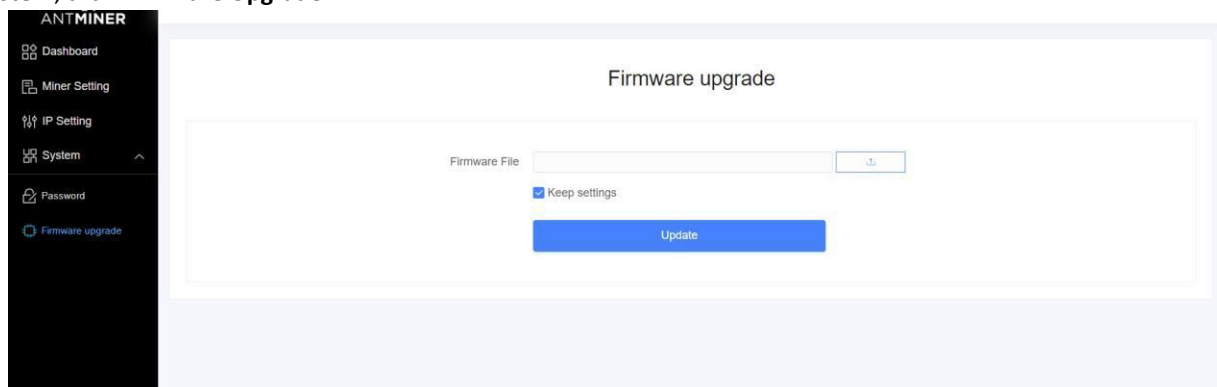 ANTMINER
Dashboard
Miner Setting
IP Setting
System
Password
Firmware upgrade
Firmware upgrade
Firmware File
Keep settings
Update